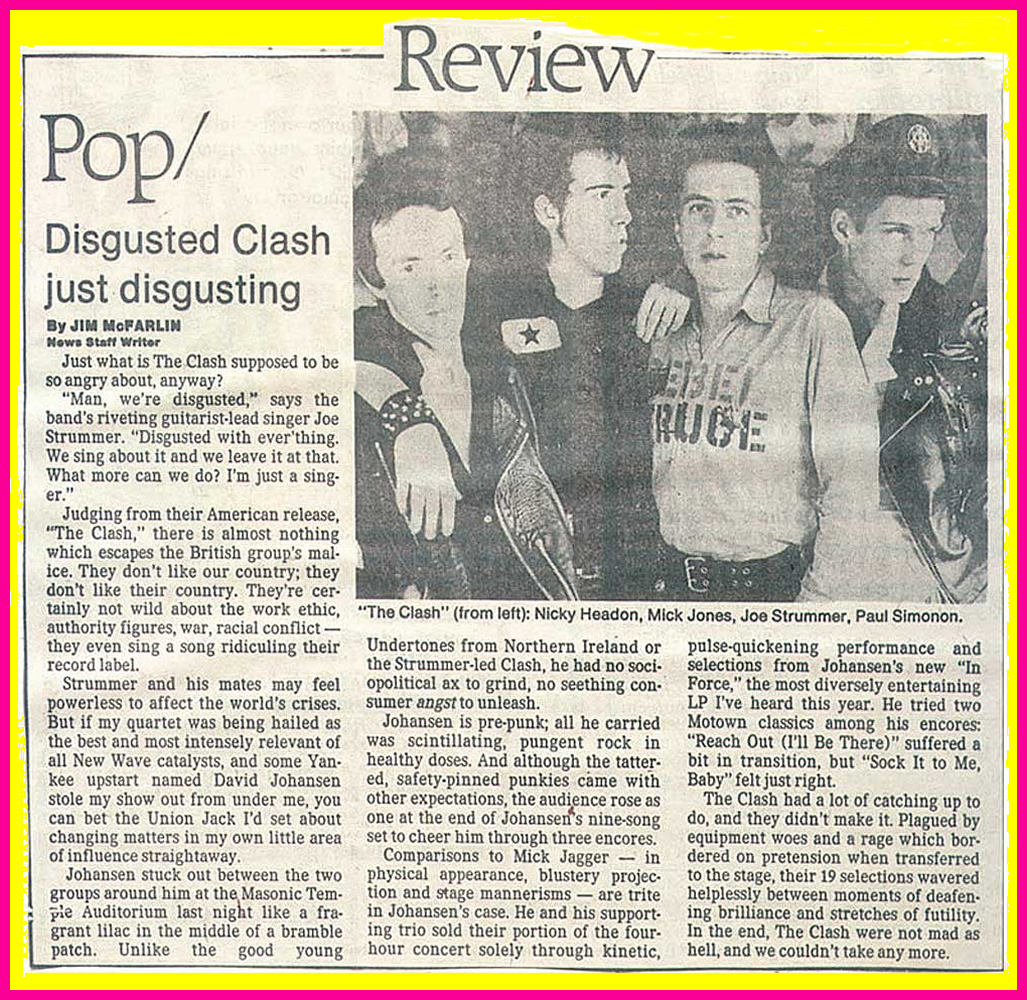 Review
Pop/
Disgusted Clash
just disgusting
By JIM McFARLIN
News Staff Writer
Just what is The Clash supposed to be
so angry about, anyway?
“Man, we’re disgusted,” says the
band’s riveting guitarist-lead singer Joe
Strummer. “Disgusted with ever’thing.
We sing about it and we leave it at that.
What more can we do? I’m just a sing-
er.”
Judging from their American release,
“The Clash,” there is almost nothing
which escapes the British group’s mal-
ice. They don’t like our country; they
don’t like their country. They’re cer-
tainly not wild about the work ethic,
authority figures, war, racial conflict —
they even sing a song ridiculing their
record label.
Strummer and his mates may feel
powerless to affect the world’s crises.
But if my quartet was being hailed as
the best and most intensely relevant of
all New Wave catalysts, and some Yan-
kee upstart named David Johansen
stole my show out from under me, you
can bet the Union Jack I’d set about
changing matters in my own little area
of influence straightaway.
Johansen stuck out between the two
groups around him at the Masonic Tem-
ple Auditorium last night like a fra-
grant lilac in the middle of a bramble
patch. Unlike the good young
EBEL
RUGE
“The Clash” (from left): Nicky Headon, Mick Jones, Joe Strummer, Paul Simonon.
Undertones from Northern Ireland or
the Strummer-led Clash, he had no soci-
opolitical ax to grind, no seething con-
sumer angst to unleash.
Johansen is pre-punk; all he carried
was scintillating, pungent rock in
healthy doses. And although the tatter-
ed, safety-pinned punkies came with
other expectations, the audience rose as
one at the end of Johansen’s nine-song
set to cheer him through three encores.
Comparisons to Mick Jagger — in
physical appearance, blustery projec-
tion and stage mannerisms — are trite
in Johansen’s case. He and his support-
ing trio sold their portion of the four-
hour concert solely through kinetic,
pulse-quickening performance and
selections from Johansen’s new “In
Force,” the most diversely entertaining
LP I’ve heard this year. He tried two
Motown classics among his encores:
“Reach Out (I’ll Be There)” suffered a
bit in transition, but “Sock It to Me,
Baby” felt just right.
The Clash had a lot of catching up to
do, and they didn’t make it. Plagued by
equipment woes and a rage which bor-
dered on pretension when transferred
to the stage, their 19 selections wavered
helplessly between moments of deafen-
ing brilliance and stretches of futility.
In the end, The Clash were not mad as
hell, and we couldn’t take any more.